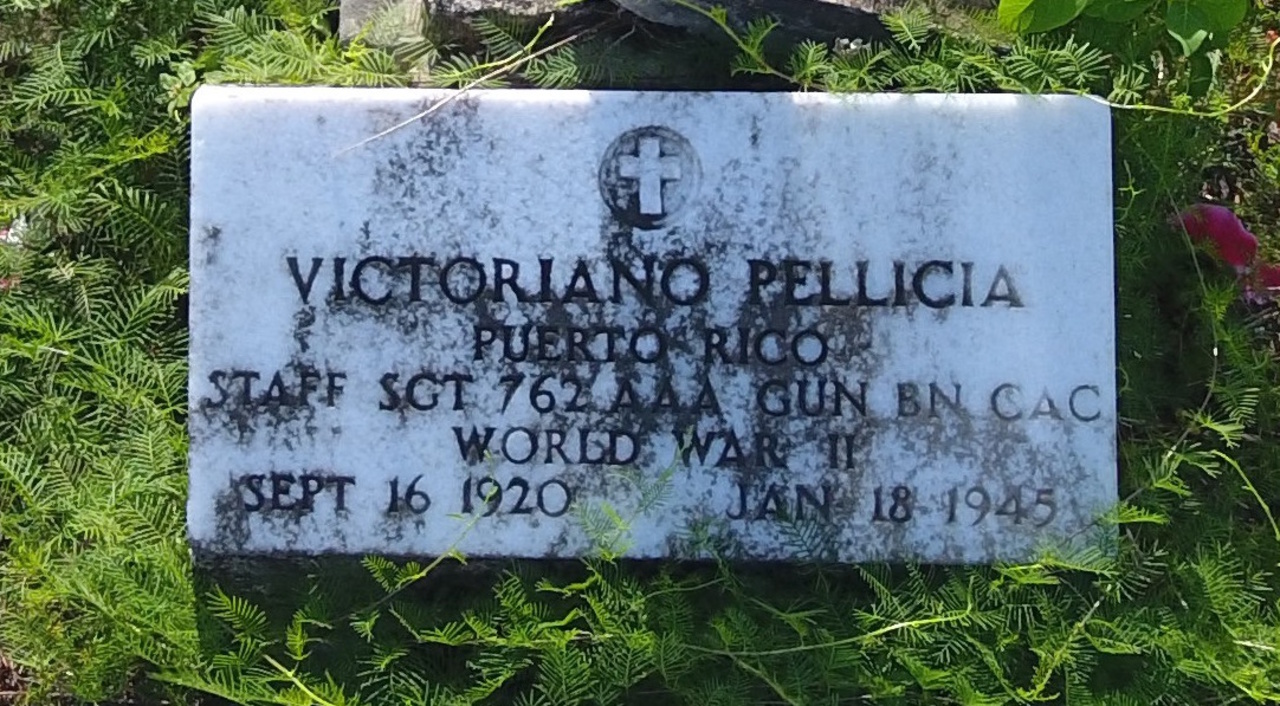 VICTORIANO PELLICIA
PUERTO RICO
STAFF SGT 762 AAA GUN BN CAC
WORLD WAR II
SEPT 16 1920 JAN 18 1945